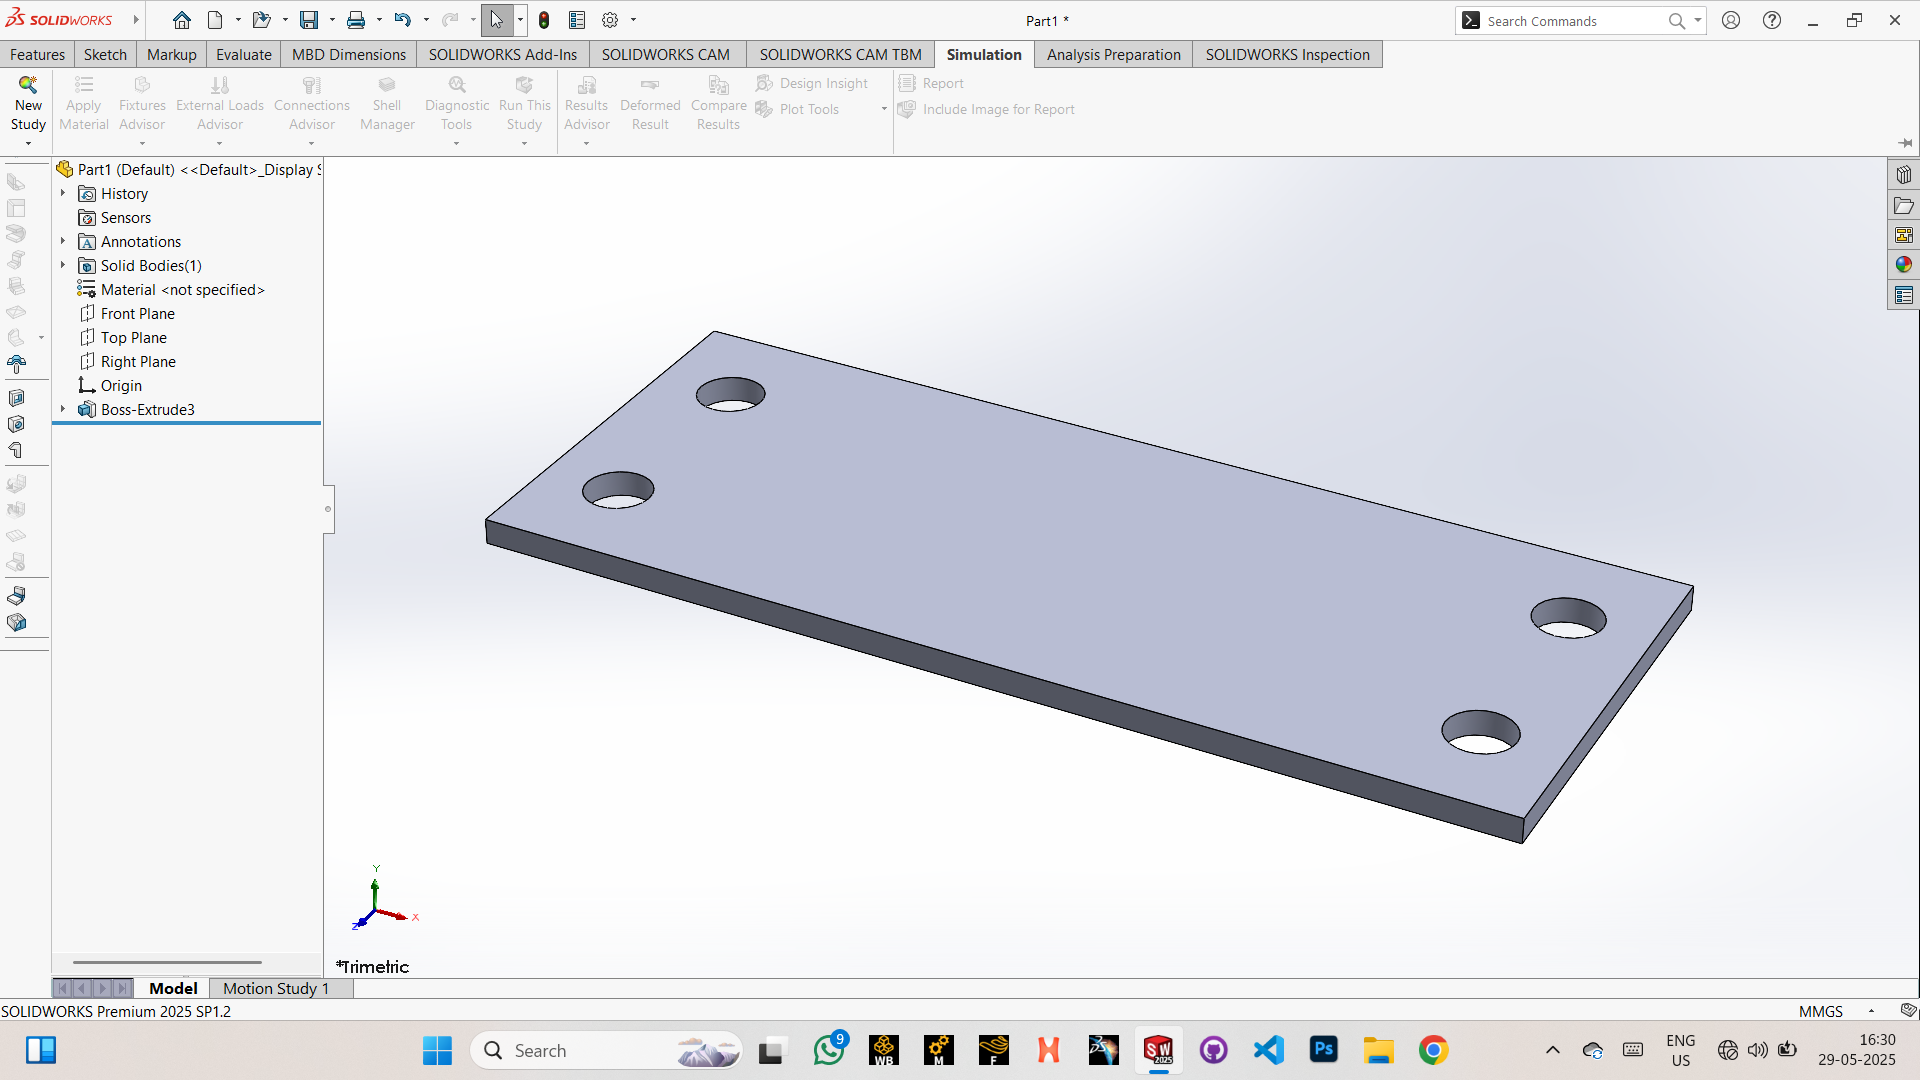 SOLIDWORKS
Part1 *
Search Commands
Features Sketch Markup Evaluate MBD Dimensions SOLIDWORKS Add-Ins SOLIDWORKS CAM SOLIDWORKS CAM TBM Simulation Analysis Preparation SOLIDWORKS Inspection
New Study
Apply Material
Fixtures Advisor
External Loads Advisor
Connections Advisor
Shell Manager
Diagnostic Tools
Run This Study
Results Advisor
Deformed Result
Compare Results
Design Insight
Plot Tools
Report
Include Image for Report
Part1 (Default) <<Default>_Display S
History
Sensors
Annotations
Solid Bodies(1)
Material <not specified>
Front Plane
Top Plane
Right Plane
Origin
Boss-Extrude3
Y
X
Z
*Trimetric
Model Motion Study 1
SOLIDWORKS Premium 2025 SP1.2
MMGS
Search
9
WB
M
F
SW 2025
Ps
ENG
US
16:30
29-05-2025